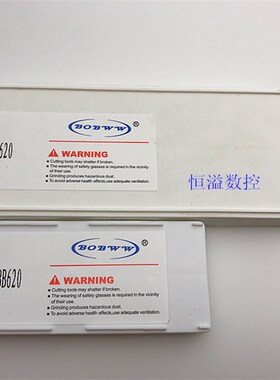 BOBWW ®
620
WARNING
Cutting tools may shatter if broken.
The wearing of safety glasses is required in the vicinity
of their use.
Grinding produces hazardous dust.
To avoid adverse health effects,use adequate ventilation.
恒溢数控
BOBWW ®
B620
WARNING
Cutting tools may shatter if broken.
The wearing of safety glasses is required in the vicinity
of their use.
Grinding produces hazardous dust.
To avoid adverse health effects,use adequate ventilation.